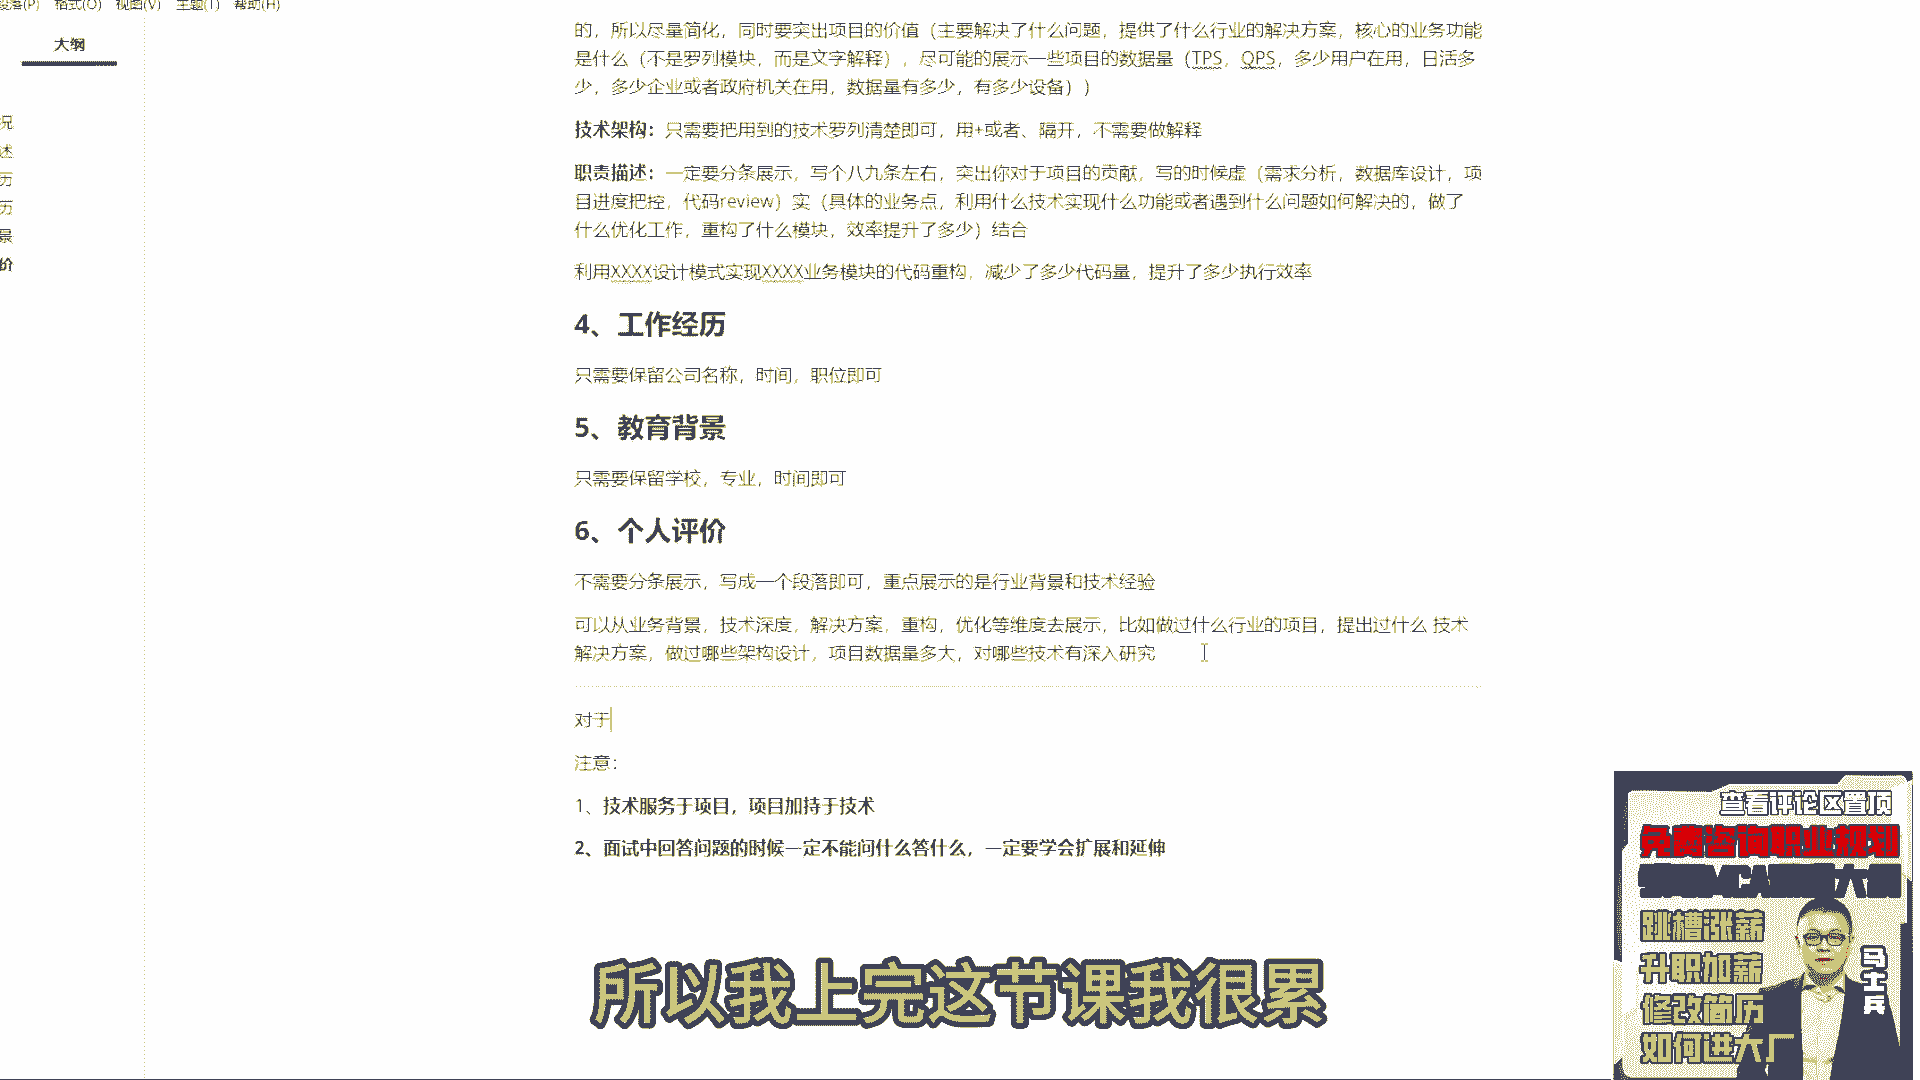 段落(P) 格式(O) 视图(V) 主题(T) 帮助(H)
大纲
况
述
历
历
景
价
的，所以尽量简化，同时要突出项目的价值（主要解决了什么问题，提供了什么行业的解决方案，核心的业务功能
是什么（不是罗列模块，而是文字解释），尽可能的展示一些项目的数据量（TPS，QPS，多少用户在用，日活多
少，多少企业或者政府机关在用，数据量有多少，有多少设备））
技术架构：只需要把用到的技术罗列清楚即可，用+或者、隔开，不需要做解释
职责描述：一定要分条展示，写个八九条左右，突出你对于项目的贡献，写的时候虚（需求分析，数据库设计，项
目进度把控，代码review）实（具体的业务点，利用什么技术实现什么功能或者遇到什么问题如何解决的，做了
什么优化工作，重构了什么模块，效率提升了多少）结合
利用XXXX设计模式实现XXXX业务模块的代码重构，减少了多少代码量，提升了多少执行效率
4、工作经历
只需要保留公司名称，时间，职位即可
5、教育背景
只需要保留学校，专业，时间即可
6、个人评价
不需要分条展示，写成一个段落即可，重点展示的是行业背景和技术经验
可以从业务背景，技术深度，解决方案，重构，优化等维度去展示，比如做过什么行业的项目，提出过什么 技术
解决方案，做过哪些架构设计，项目数据量多大，对哪些技术有深入研究
对于
注意：
1、技术服务于项目，项目加持于技术
2、面试中回答问题的时候一定不能问什么答什么，一定要学会扩展和延伸
所以我上完这节课我很累
查看评论区置顶
免费咨询职业规划
大纲
跳槽涨薪
升职加薪
修改简历
如何进大厂
马士兵